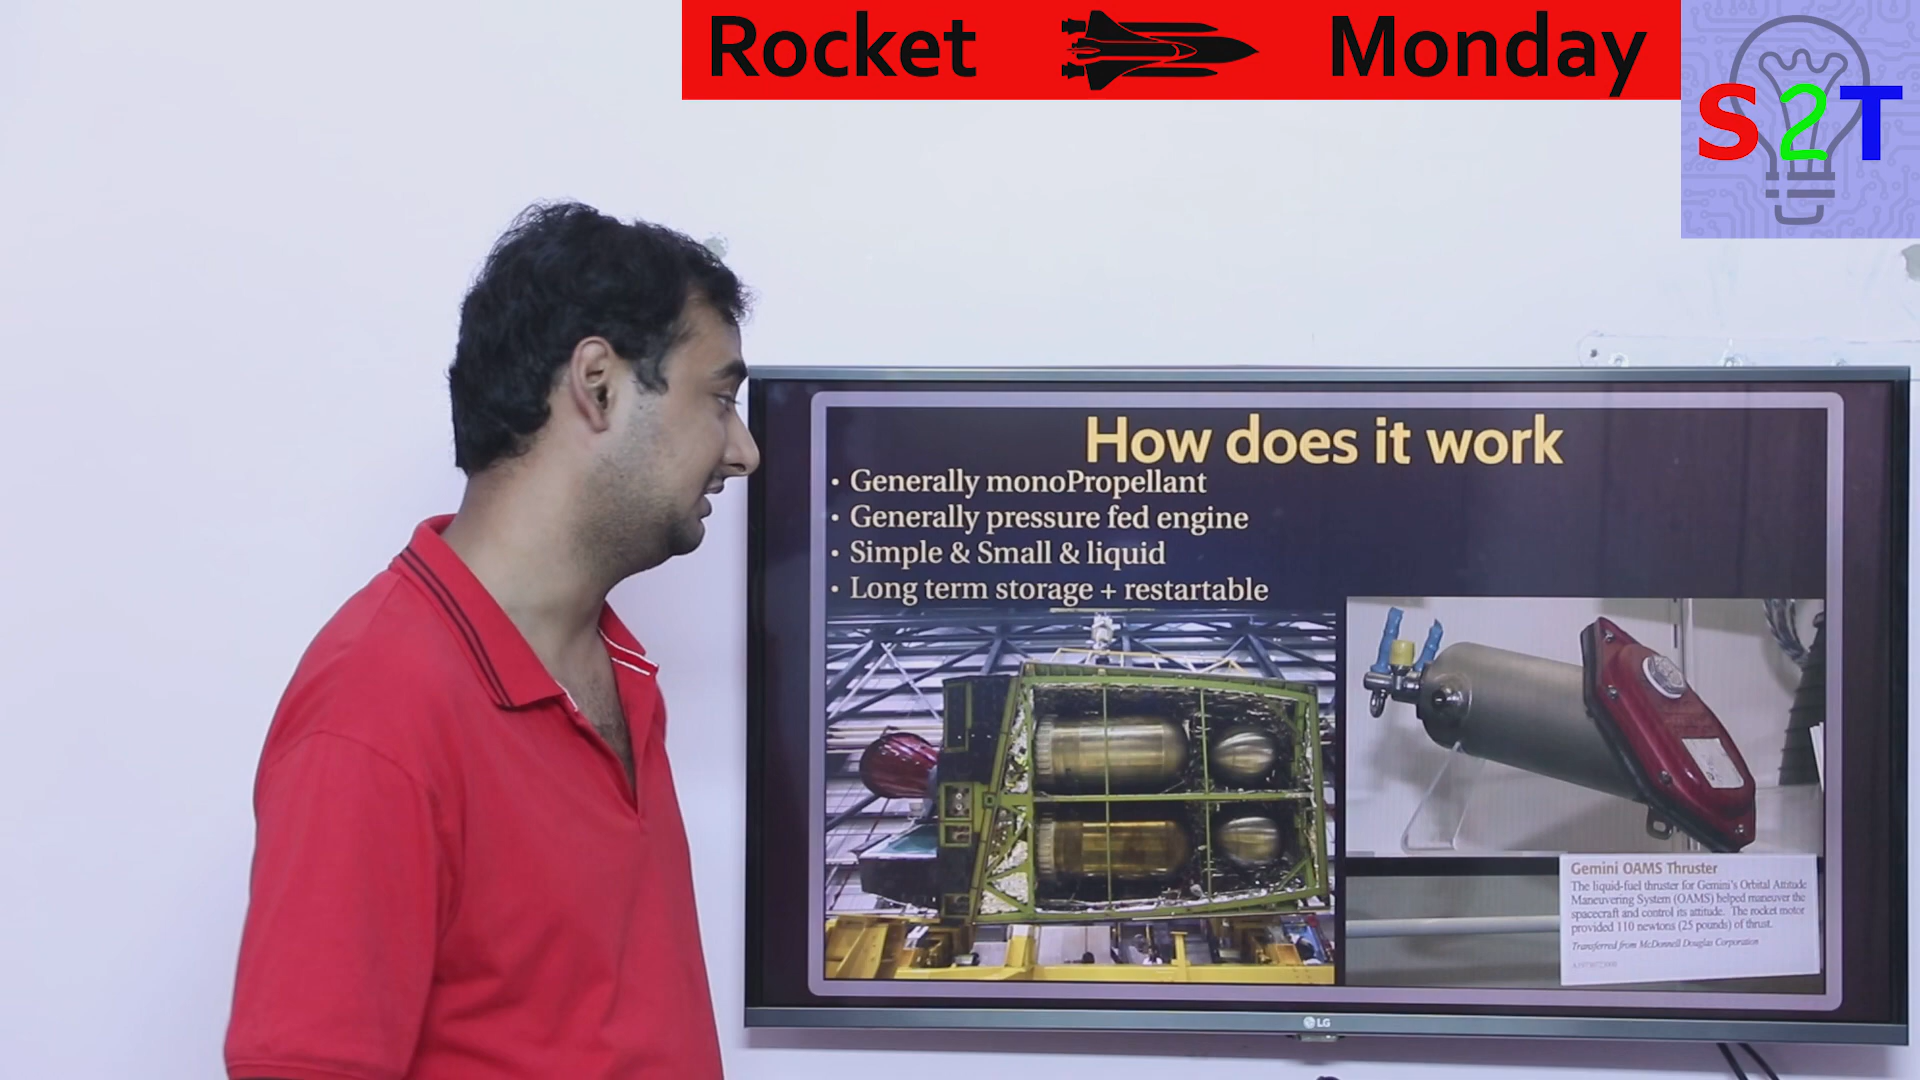 Rocket Monday
S2T
How does it work
• Generally monoPropellant
• Generally pressure fed engine
• Simple & Small & liquid
• Long term storage + restartable
Gemini OAMS Thruster
The liquid-fuel thruster for Gemini's Orbital Attitude
Maneuvering System (OAMS) helped maneuver the
spacecraft and control its attitude. The rocket motor
provided 110 newtons (25 pounds) of thrust.
Transferred from McDonnell Douglas Corporation
LG